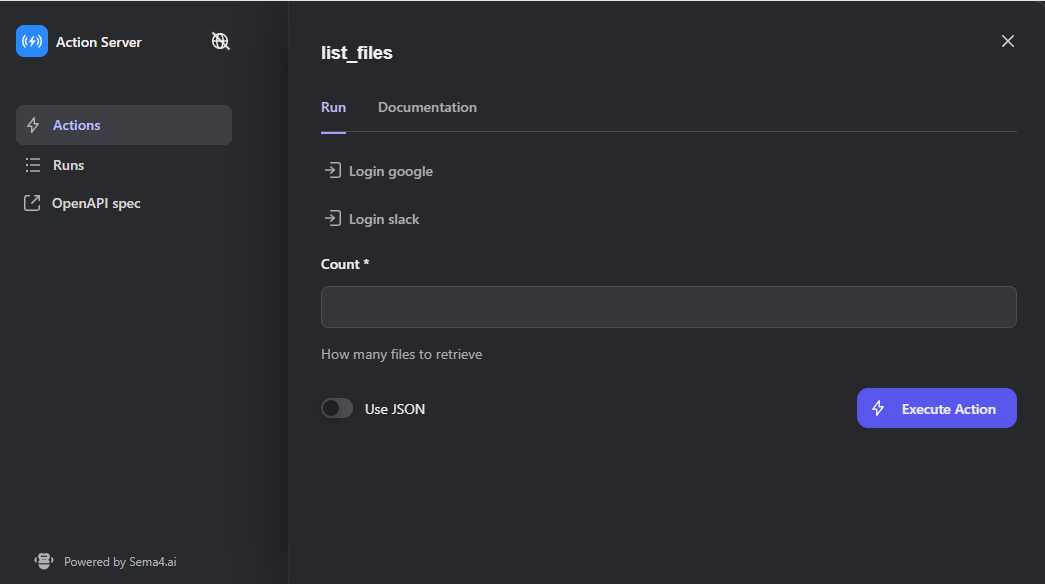 Action Server
Actions
Runs
OpenAPI spec
Powered by Sema4.ai
list_files
Run
Documentation
Login google
Login slack
Count *
How many files to retrieve
Use JSON
Execute Action